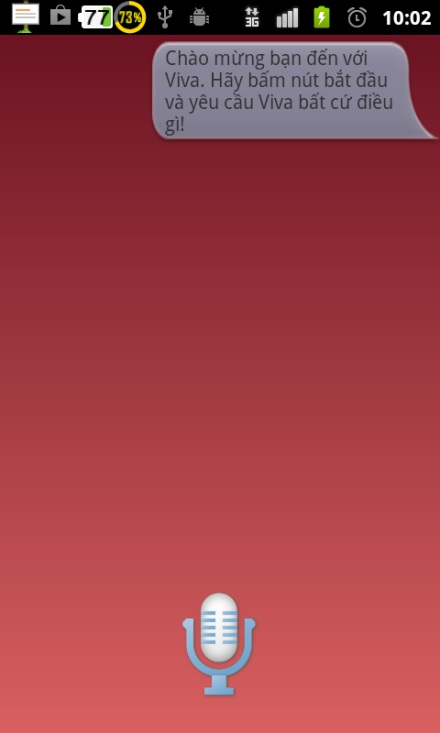 77 73% 3G 10:02
Chào mừng bạn đến với
Viva. Hãy bấm nút bắt đầu
và yêu cầu Viva bất cứ điều
gì!